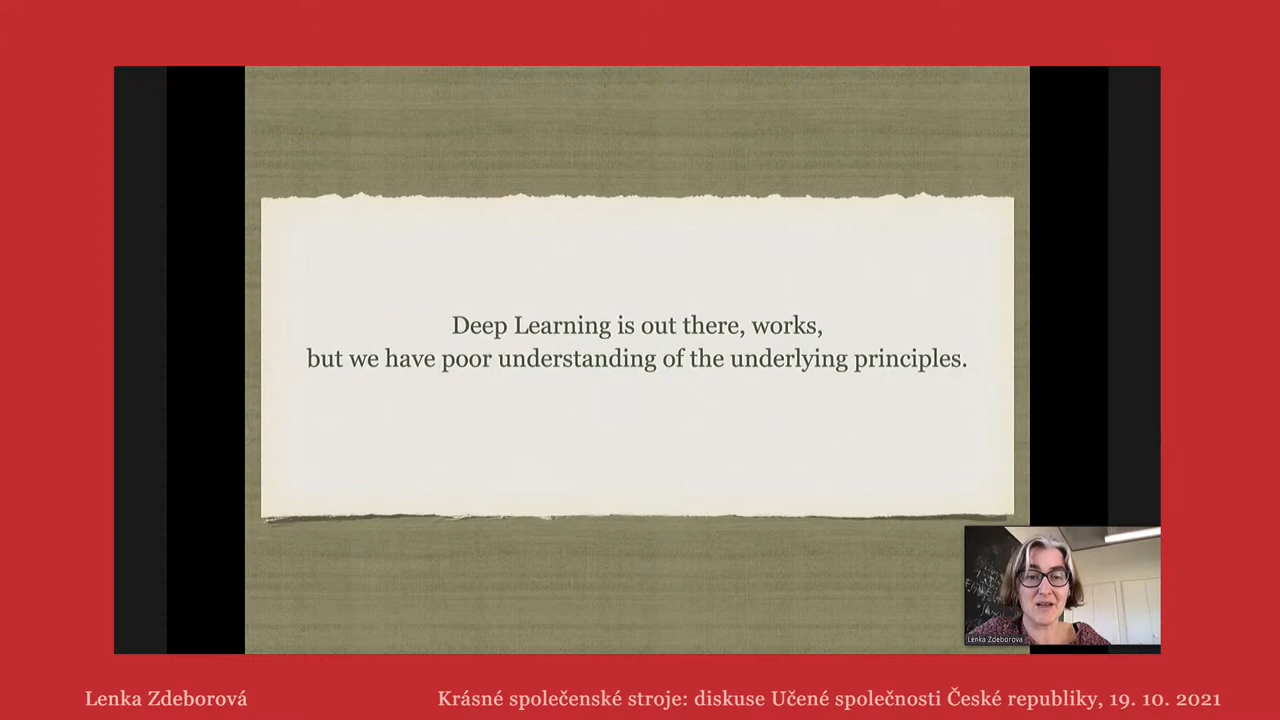 Deep Learning is out there, works,
but we have poor understanding of the underlying principles.
Lenka Zdeborova
Lenka Zdeborová
Krásné společenské stroje: diskuse Učené společnosti České republiky, 19. 10. 2021